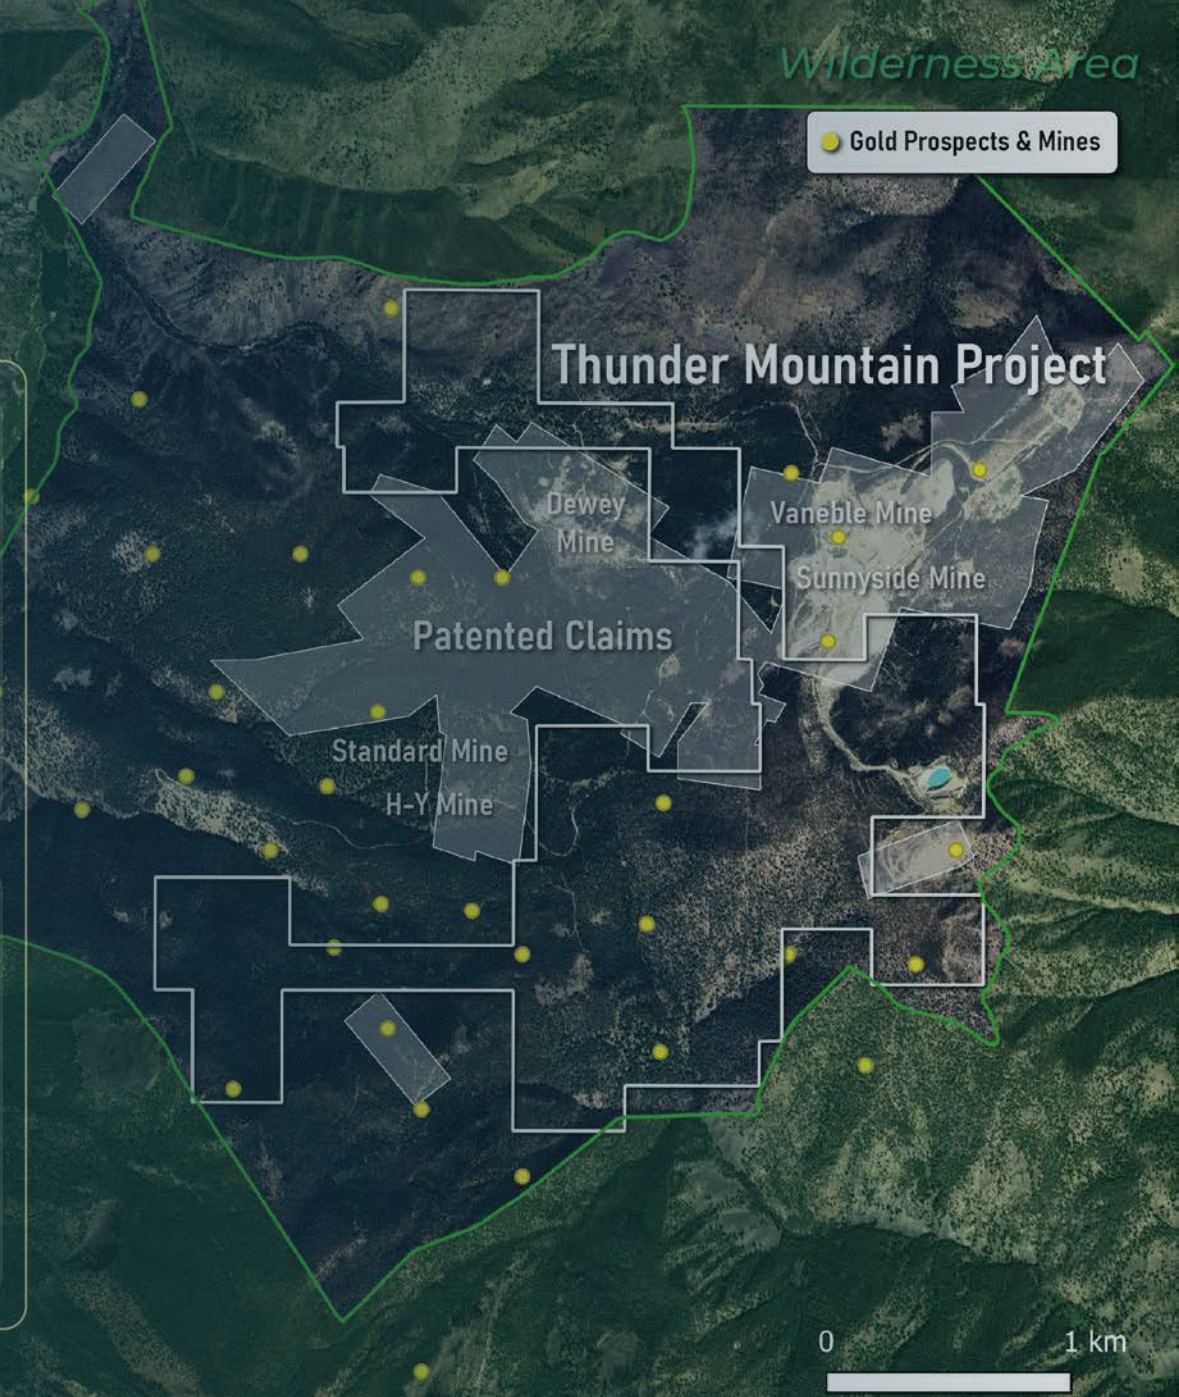 Wilderness Area
Gold Prospects & Mines
Thunder Mountain Project
Dewey
Mine
Vaneble Mine
Sunnyside Mine
Patented Claims
Standard Mine
H-Y Mine
0 1 km